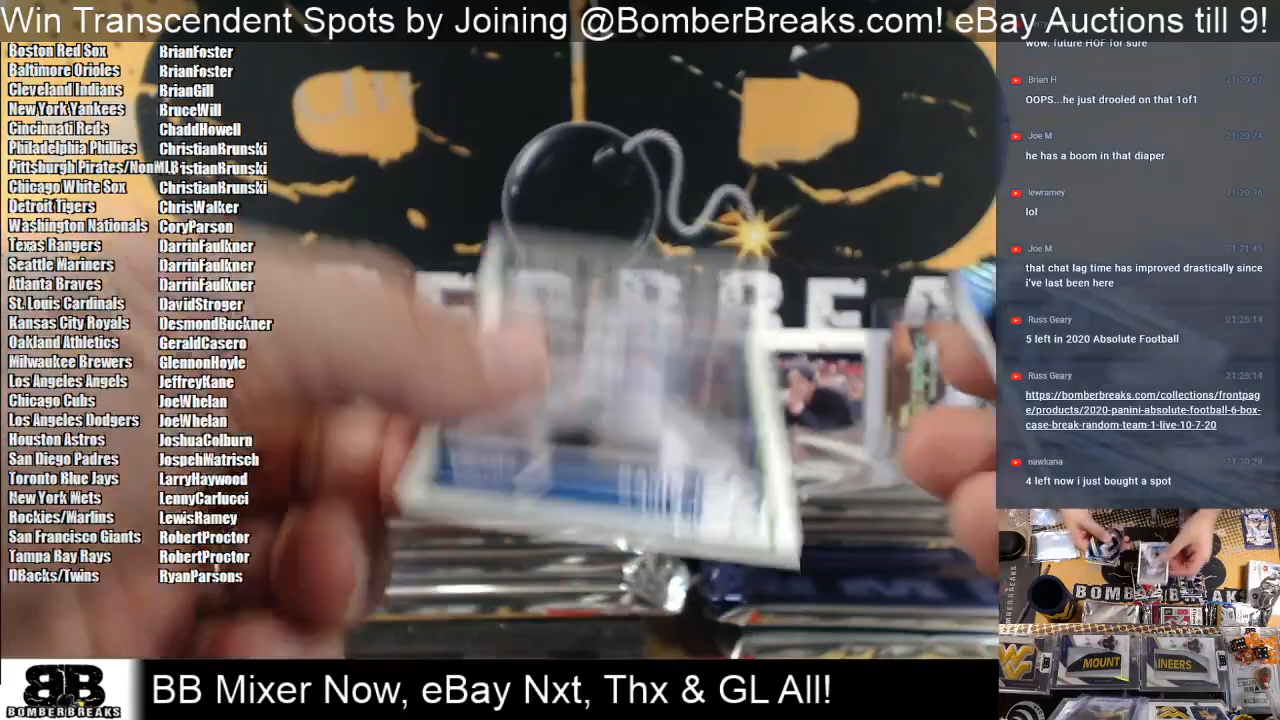 Win Transcendent Spots by Joining @BomberBreaks.com! eBay Auctions till 9!
Boston Red Sox BrianFoster
Baltimore Orioles BrianFoster
Cleveland Indians BrianGill
New York Yankees BruceWill
Cincinnati Reds ChaddHowell
Philadelphia Phillies ChristianBrunski
Pittsburgh Pirates/NonMLB ChristianBrunski
Chicago White Sox ChristianBrunski
Detroit Tigers ChrisWalker
Washington Nationals CoryParson
Texas Rangers DarrinFaulkner
Seattle Mariners DarrinFaulkner
Atlanta Braves DarrinFaulkner
St. Louis Cardinals DavidStroger
Kansas City Royals DesmondBuckner
Oakland Athletics GeraldCasero
Milwaukee Brewers GlennonHoyle
Los Angeles Angels JeffreyKane
Chicago Cubs JoeWhelan
Los Angeles Dodgers JoeWhelan
Houston Astros JoshuaColburn
San Diego Padres JospehMatrisch
Toronto Blue Jays LarryHaywood
New York Mets LennyCarlucci
Rockies/Marlins LewisRamey
San Francisco Giants RobertProctor
Tampa Bay Rays RobertProctor
DBacks/Twins RyanParsons
wow. future HOF for sure
Brian H 21:20:07
OOPS...he just drooled on that 1of1
Joe M 21:20:24
he has a boom in that diaper
lewramey 21:20:36
lol
Joe M 21:21:45
that chat lag time has improved drastically since
i've last been here
Russ Geary 21:25:14
5 left in 2020 Absolute Football
Russ Geary 21:25:14
https://bomberbreaks.com/collections/frontpag
e/products/2020-panini-absolute-football-6-box-
case-break-random-team-1-live-10-7-20
nawkana 21:30:28
4 left now i just bought a spot
BOMBER BREAKS
MOUNT
AINEERS
BB
BOMBERBREAKS
BB Mixer Now, eBay Nxt, Thx & GL All!